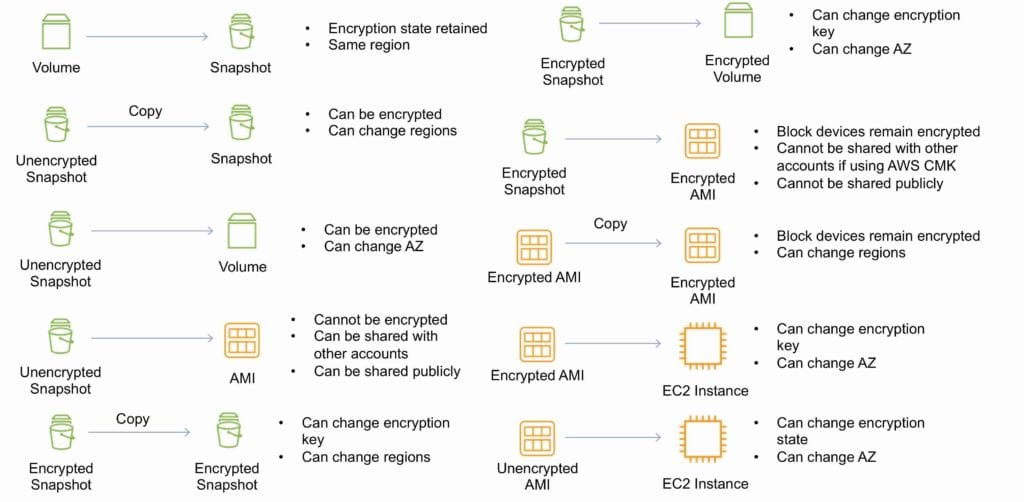 Volume
Snapshot
• Encryption state retained
• Same region
Copy
Unencrypted
Snapshot
Snapshot
• Can be encrypted
• Can change regions
Unencrypted
Snapshot
Volume
• Can be encrypted
• Can change AZ
Unencrypted
Snapshot
AMI
• Cannot be encrypted
• Can be shared with
other accounts
• Can be shared publicly
Copy
Encrypted
Snapshot
Encrypted
Snapshot
• Can change encryption
key
• Can change regions
Encrypted
Snapshot
Encrypted
Volume
• Can change encryption
key
• Can change AZ
Encrypted
Snapshot
Encrypted
AMI
• Block devices remain encrypted
• Cannot be shared with other
accounts if using AWS CMK
• Cannot be shared publicly
Copy
Encrypted AMI
Encrypted
AMI
• Block devices remain encrypted
• Can change regions
Encrypted AMI
EC2 Instance
• Can change encryption
key
• Can change AZ
Unencrypted
AMI
EC2 Instance
• Can change encryption
state
• Can change AZ